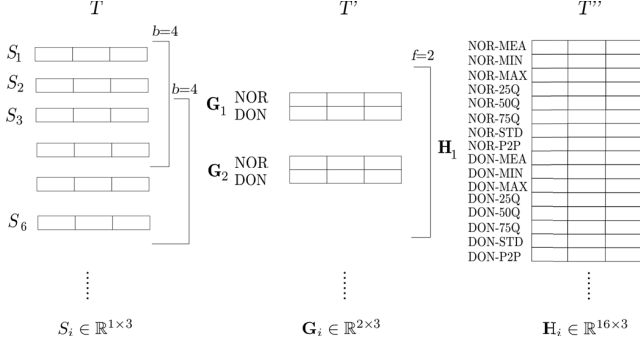 T
T’
T’’
b=4
S1
S2
b=4
S3
S6
f=2
G1 NOR
DON
G2 NOR
DON
H1
NOR-MEA
NOR-MIN
NOR-MAX
NOR-25Q
NOR-50Q
NOR-75Q
NOR-STD
NOR-P2P
DON-MEA
DON-MIN
DON-MAX
DON-25Q
DON-50Q
DON-75Q
DON-STD
DON-P2P
Si ∈ ℝ1×3
Gi ∈ ℝ2×3
Hi ∈ ℝ16×3